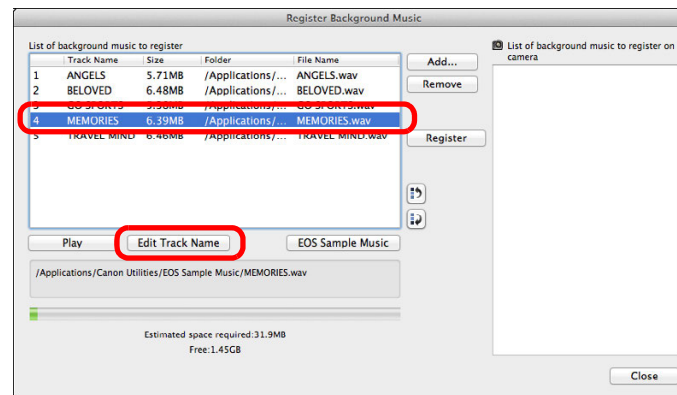 Register Background Music
List of background music to register
List of background music to register on
camera
Track Name Size Folder File Name
1 ANGELS 5.71MB /Applications/... ANGELS.wav
2 BELOVED 6.48MB /Applications/... BELOVED.wav
GO SPORTS /Applications/... GO SPORTS.wav
4 MEMORIES 6.39MB /Applications/... MEMORIES.wav
5 TRAVEL MIND 6.46MB /Applications/... TRAVEL MIND.wav
Add...
Remove
Register
Play Edit Track Name EOS Sample Music
/Applications/Canon Utilities/EOS Sample Music/MEMORIES.wav
Estimated space required:31.9MB
Free:1.45GB
Close